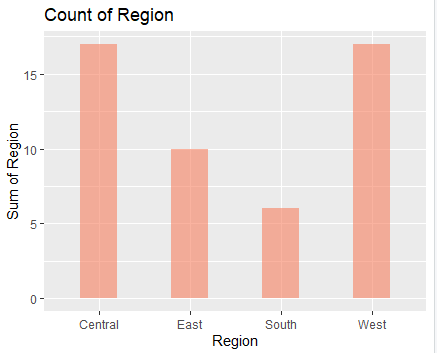 Count of Region
Sum of Region
15
10
5
0
Central East South West
Region